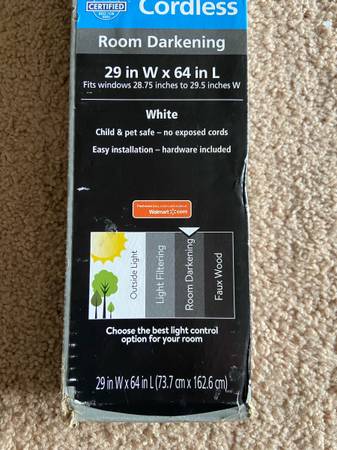 CERTIFIED
Cordless
Room Darkening
29 in W x 64 in L
Fits windows 28.75 inches to 29.5 inches W
White
Child & pet safe – no exposed cords
Easy installation – hardware included
Walmart.com
Outside Light
Light Filtering
Room Darkening
Faux Wood
Choose the best light control
option for your room
29 in W x 64 in L (73.7 cm x 162.6 cm)